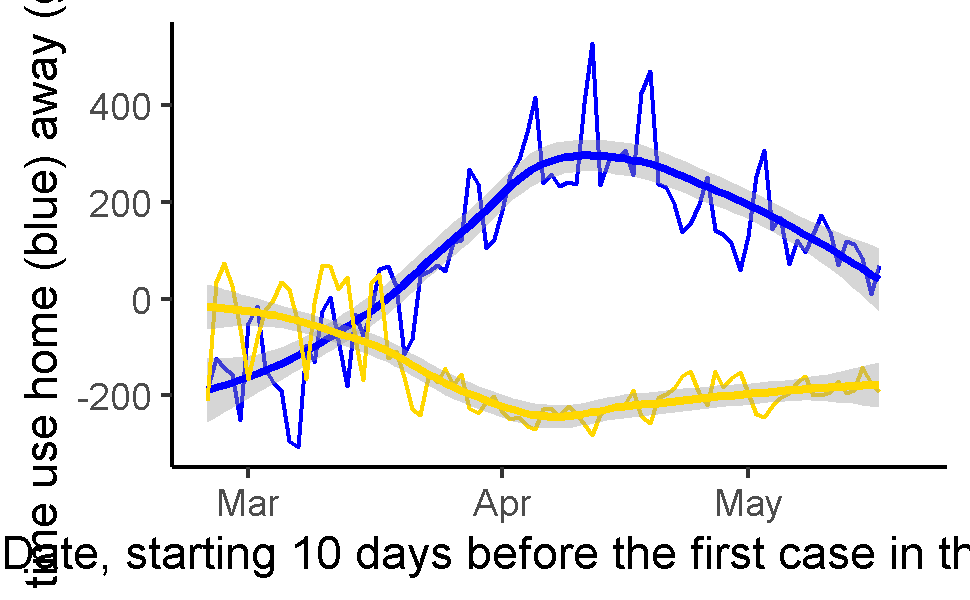 time use home (blue) away (
400
200
0
-200
Mar Apr May
Date, starting 10 days before the first case in th